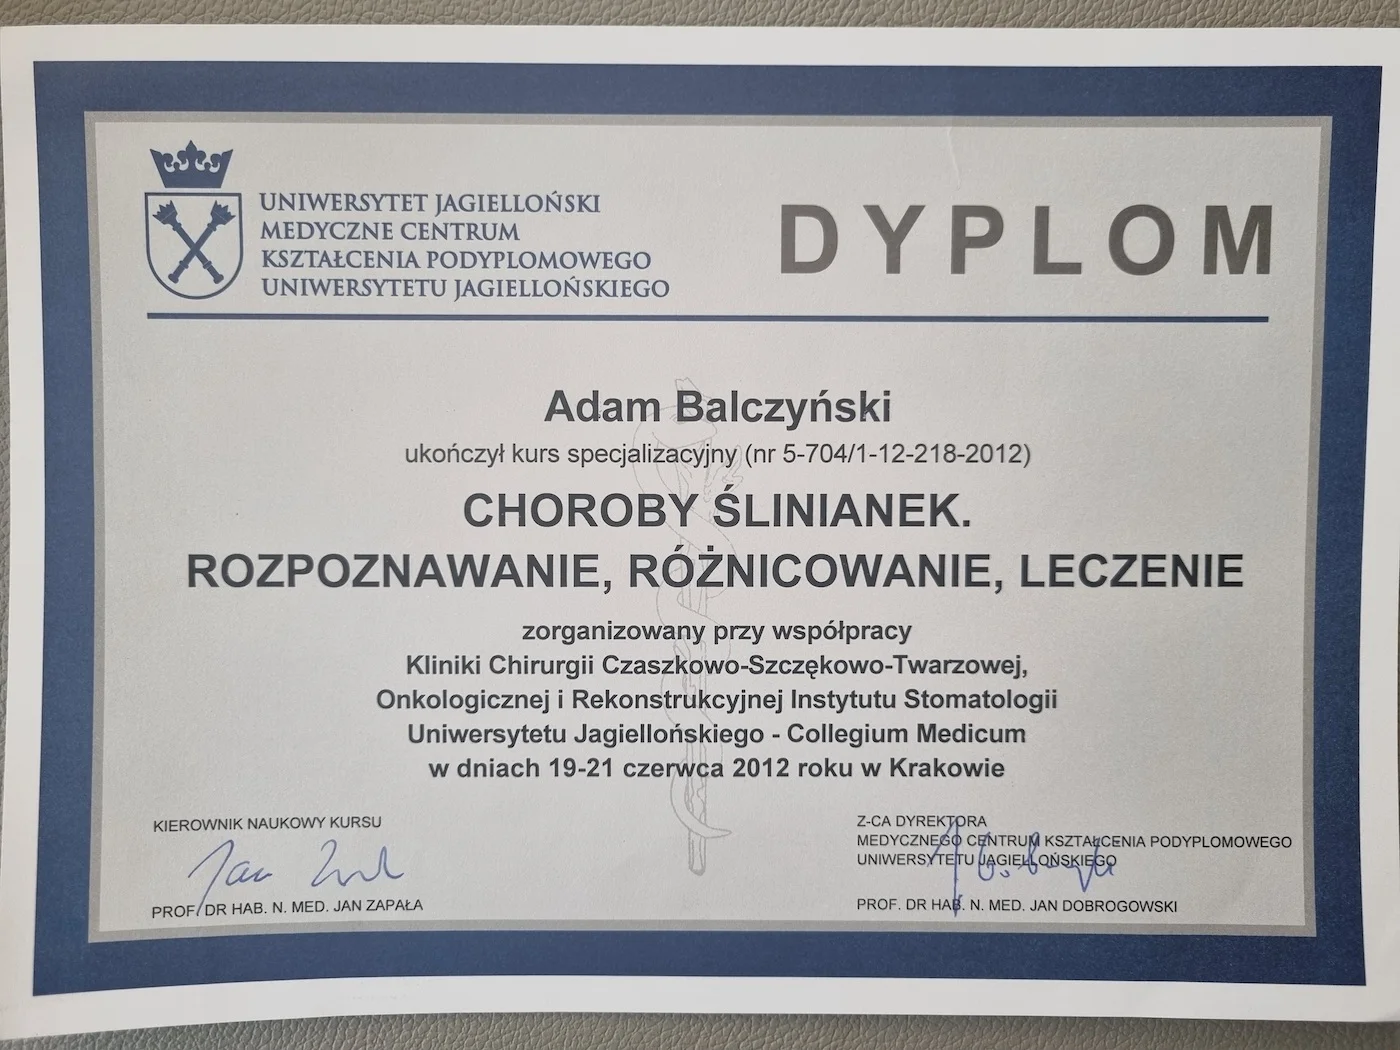 UNIWERSYTET JAGIELLOŃSKI
MEDYCZNE CENTRUM
KSZTAŁCENIA PODYPLOMOWEGO
UNIWERSYTETU JAGIELLOŃSKIEGO
DYPLOM
Adam Balczyński
ukończył kurs specjalizacyjny (nr 5-704/1-12-218-2012)
CHOROBY ŚLINIANEK.
ROZPOZNAWANIE, RÓŻNICOWANIE, LECZENIE
zorganizowany przy współpracy
Kliniki Chirurgii Czaszkowo-Szczękowo-Twarzowej,
Onkologicznej i Rekonstrukcyjnej Instytutu Stomatologii
Uniwersytetu Jagiellońskiego - Collegium Medicum
w dniach 19-21 czerwca 2012 roku w Krakowie
KIEROWNIK NAUKOWY KURSU
Jan
PROF. DR HAB. N. MED. JAN ZAPAŁA
Z-CA DYREKTORA
MEDYCZNEGO CENTRUM KSZTAŁCENIA PODYPLOMOWEGO
UNIWERSYTETU JAGIELLOŃSKIEGO
PROF. DR HAB. N. MED. JAN DOBROGOWSKI